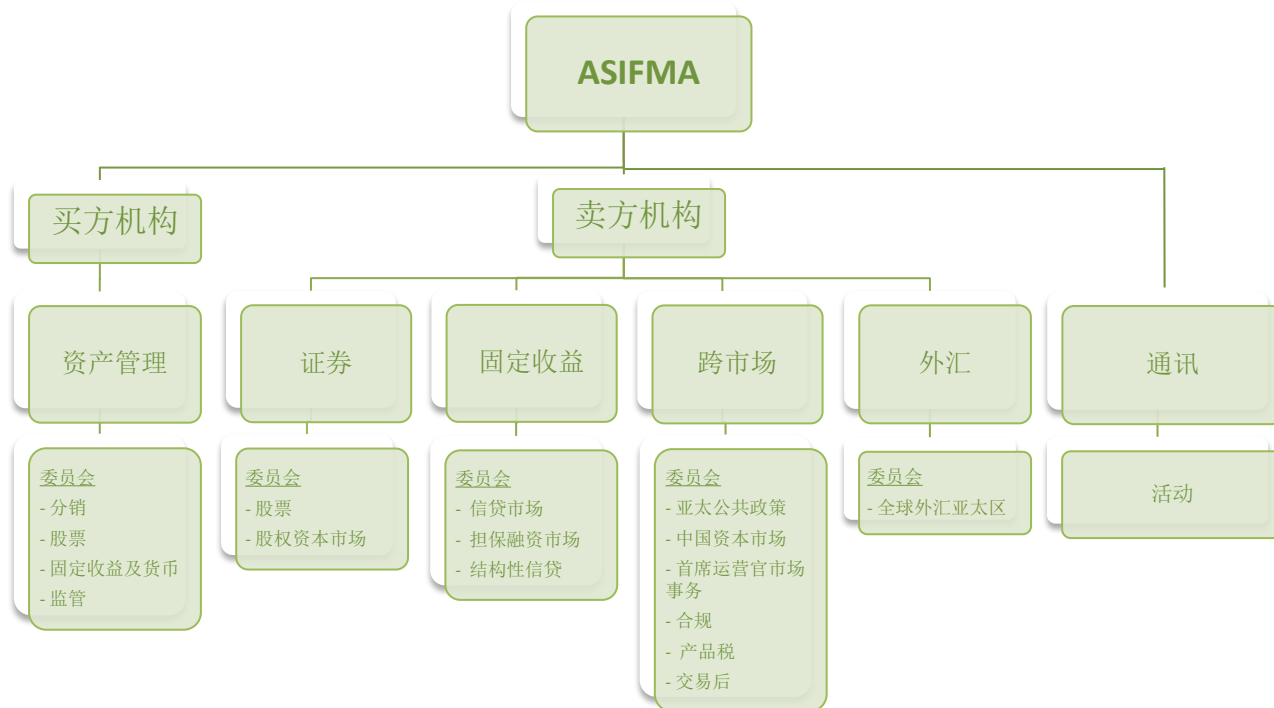 ASIFMA
买方机构
卖方机构
资产管理
证券
固定收益
跨市场
外汇
通讯
委员会
- 分销
- 股票
- 固定收益及货币
- 监管
委员会
- 股票
- 股权资本市场
委员会
- 信贷市场
- 担保融资市场
- 结构性信贷
委员会
- 亚太公共政策
- 中国资本市场
- 首席运营官市场
事务
- 合规
- 产品税
- 交易后
委员会
- 全球外汇亚太区
活动